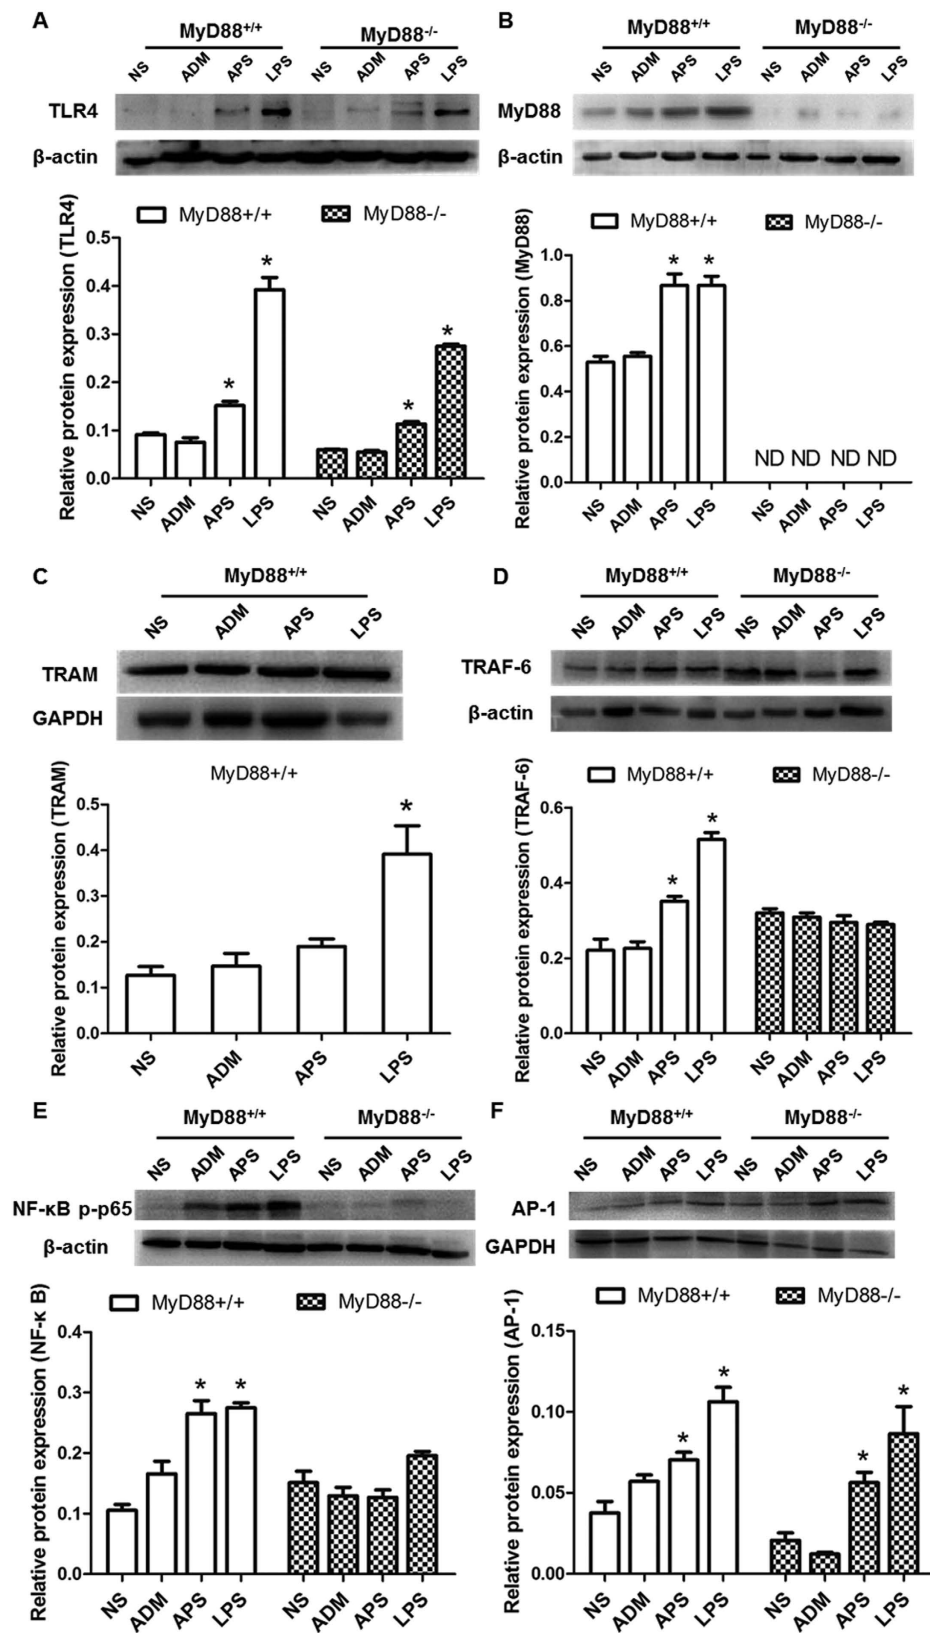 A
MyD88+/+ MyD88-/-
NS ADM APS LPS NS ADM APS LPS
TLR4
β-actin
MyD88+/+ MyD88-/-
Relative protein expression (TLR4)
0.5
0.4
0.3
0.2
0.1
0.0
* * * *
NS ADM APS LPS NS ADM APS LPS
B
MyD88+/+ MyD88-/-
NS ADM APS LPS NS ADM APS LPS
MyD88
β-actin
MyD88+/+ MyD88-/-
Relative protein expression (MyD88)
1.0
0.8
0.6
0.4
0.2
0.0
* *
ND ND ND ND
NS ADM APS LPS NS ADM APS LPS
C
MyD88+/+
NS ADM APS LPS
TRAM
GAPDH
MyD88+/+
Relative protein expression (TRAM)
0.5
0.4
0.3
0.2
0.1
0.0
*
NS ADM APS LPS
D
MyD88+/+ MyD88-/-
NS ADM APS LPS NS ADM APS LPS
TRAF-6
β-actin
MyD88+/+ MyD88-/-
Relative protein expression (TRAF-6)
0.6
0.4
0.2
0.0
* *
NS ADM APS LPS NS ADM APS LPS
E
MyD88+/+ MyD88-/-
NS ADM APS LPS NS ADM APS LPS
NF-κB p-p65
β-actin
MyD88+/+ MyD88-/-
Relative protein expression (NF-κ B)
0.4
0.3
0.2
0.1
0.0
* *
NS ADM APS LPS NS ADM APS LPS
F
MyD88+/+ MyD88-/-
NS ADM APS LPS NS ADM APS LPS
AP-1
GAPDH
MyD88+/+ MyD88-/-
Relative protein expression (AP-1)
0.15
0.10
0.05
0.00
* * * *
NS ADM APS LPS NS ADM APS LPS